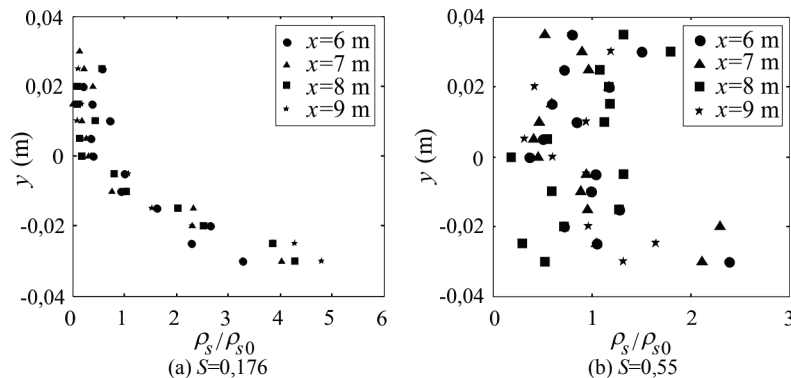 0,04
0,02
0
-0,02
-0,04
y (m)
x=6 m
x=7 m
x=8 m
x=9 m
0 1 2 3 4 5 6
ρs/ρs0
(a) S=0,176
0,04
0,02
0
-0,02
-0,04
y (m)
x=6 m
x=7 m
x=8 m
x=9 m
0 1 2 3
ρs/ρs0
(b) S=0,55